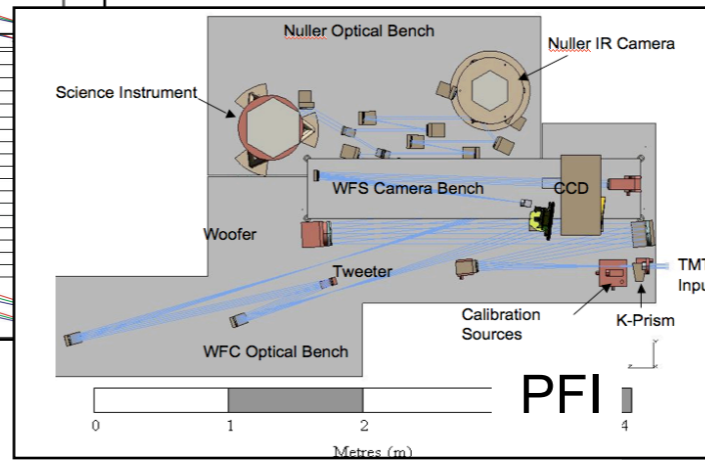 Nuller Optical Bench
Nuller IR Camera
Science Instrument
WFS Camera Bench
CCD
Woofer
Tweeter
TMT
Inpu
Calibration
Sources
K-Prism
WFC Optical Bench
PFI
0
1
2
4
Metres (m)